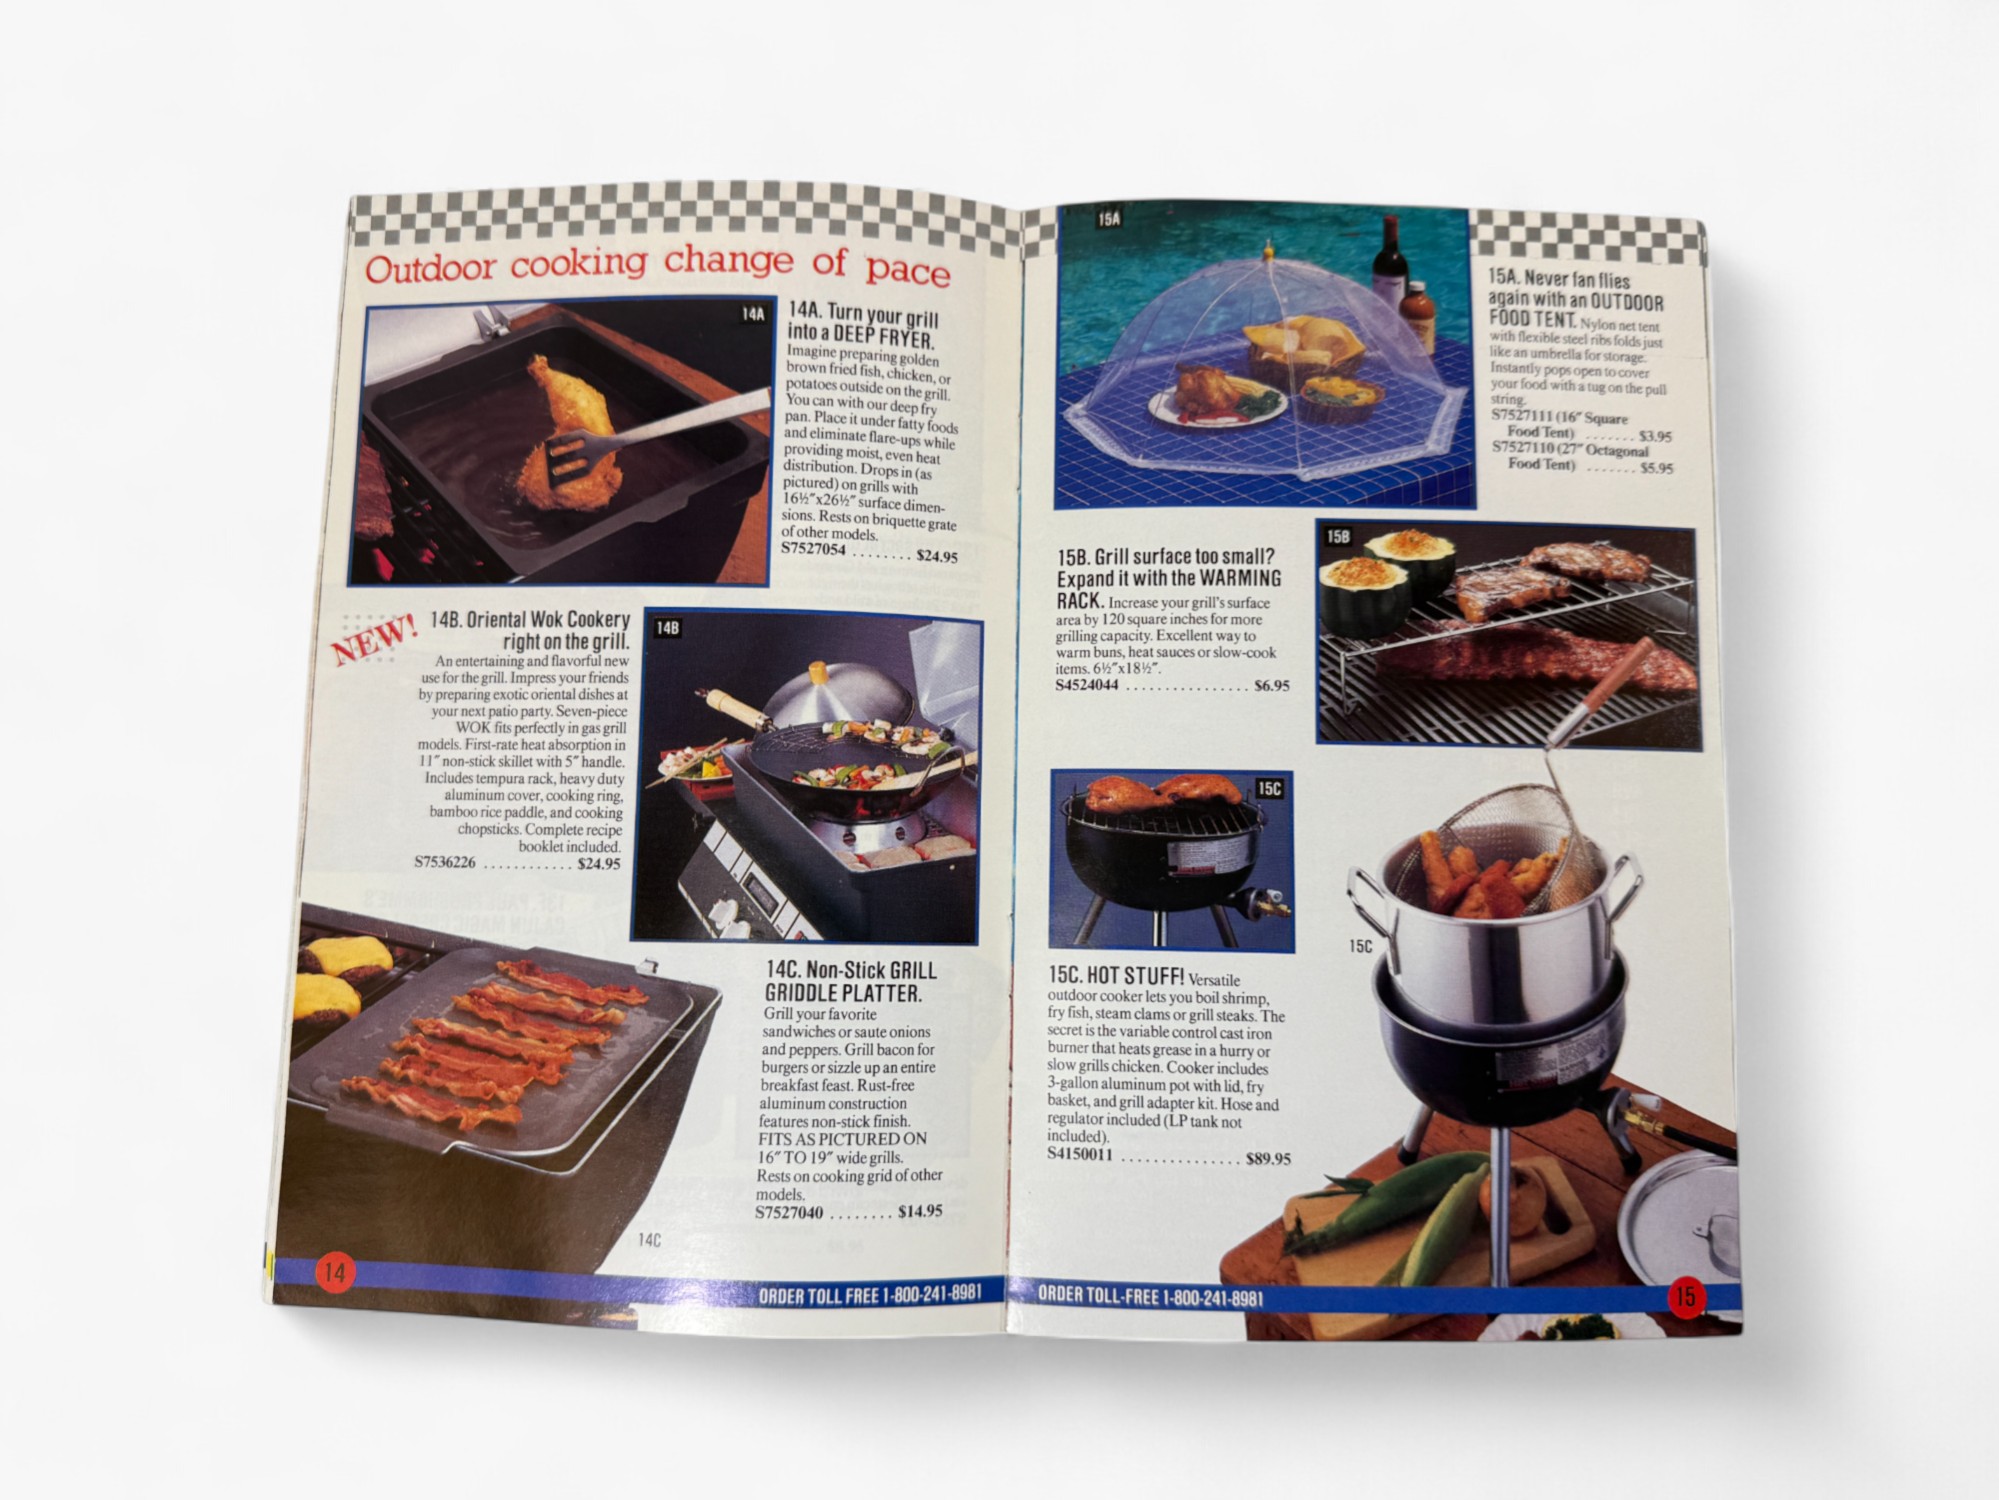 Outdoor cooking change of pace
14A
14A. Turn your grill
into a DEEP FRYER.
Imagine preparing golden
brown fried fish, chicken, or
potatoes outside on the grill.
You can with our deep fry
pan. Place it under fatty foods
and eliminate flare-ups while
providing moist, even heat
distribution. Drops in (as
pictured) on grills with
16½"x26½" surface dimen-
sions. Rests on briquette grate
of other models.
S7527054 ........ $24.95
NEW!
14B. Oriental Wok Cookery
right on the grill.
An entertaining and flavorful new
use for the grill. Impress your friends
by preparing exotic oriental dishes at
your next patio party. Seven-piece
WOK fits perfectly in gas grill
models. First-rate heat absorption in
11" non-stick skillet with 5" handle.
Includes tempura rack, heavy duty
aluminum cover, cooking ring,
bamboo rice paddle, and cooking
chopsticks. Complete recipe
booklet included.
S7536226 ............ $24.95
14B
14C. Non-Stick GRILL
GRIDDLE PLATTER.
Grill your favorite
sandwiches or saute onions
and peppers. Grill bacon for
burgers or sizzle up an entire
breakfast feast. Rust-free
aluminum construction
features non-stick finish.
FITS AS PICTURED ON
16" TO 19" wide grills.
Rests on cooking grid of other
models.
S7527040 ........ $14.95
14C
14
ORDER TOLL FREE 1-800-241-8981
15A
15A. Never fan flies
again with an OUTDOOR
FOOD TENT. Nylon net tent
with flexible steel ribs folds just
like an umbrella for storage.
Instantly pops open to cover
your food with a tug on the pull
string.
S7527111 (16" Square
Food Tent) ....... $3.95
S7527110 (27" Octagonal
Food Tent) ....... $5.95
15B. Grill surface too small?
Expand it with the WARMING
RACK. Increase your grill's surface
area by 120 square inches for more
grilling capacity. Excellent way to
warm buns, heat sauces or slow-cook
items. 6½"x18½".
S4524044 ................ $6.95
15B
15C
15C
15C. HOT STUFF! Versatile
outdoor cooker lets you boil shrimp,
fry fish, steam clams or grill steaks. The
secret is the variable control cast iron
burner that heats grease in a hurry or
slow grills chicken. Cooker includes
3-gallon aluminum pot with lid, fry
basket, and grill adapter kit. Hose and
regulator included (LP tank not
included).
S4150011 ............... $89.95
ORDER TOLL-FREE 1-800-241-8981
15